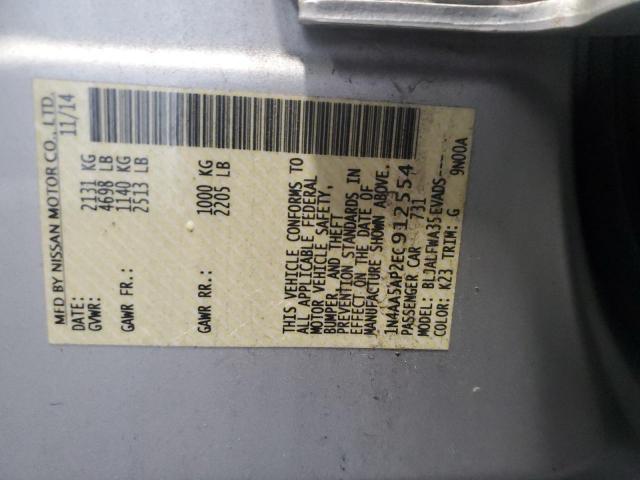 MFD BY NISSAN MOTOR CO., LTD.
DATE: 11/14
GVWR: 2131 KG
4698 LB
GAWR FR.: 1140 KG
2513 LB
GAWR RR.: 1000 KG
2205 LB
THIS VEHICLE CONFORMS TO
ALL APPLICABLE FEDERAL
MOTOR VEHICLE SAFETY,
BUMPER, AND THEFT
PREVENTION STANDARDS IN
EFFECT ON THE DATE OF
MANUFACTURE SHOWN ABOVE.
1N4AA5AP2EC912554
PASSENGER CAR 731
MODEL: BLJALFWA35EVADS---
COLOR: K23 TRIM: G 9N00A